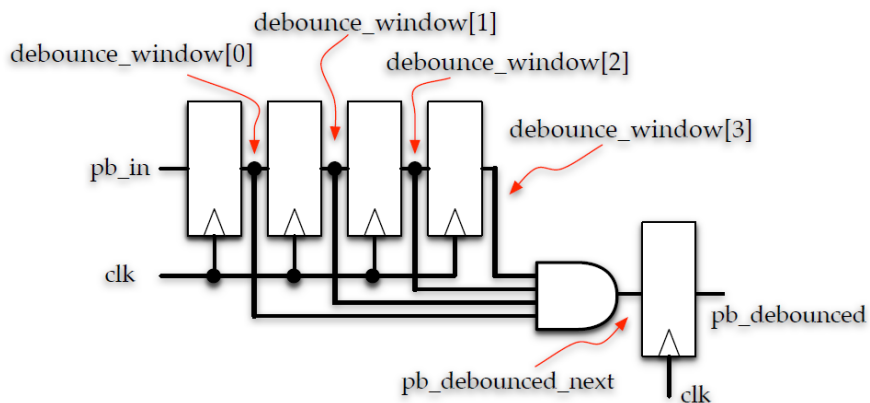 debounce_window[1]
debounce_window[0]
debounce_window[2]
debounce_window[3]
pb_in
clk
pb_debounced
pb_debounced_next
clk